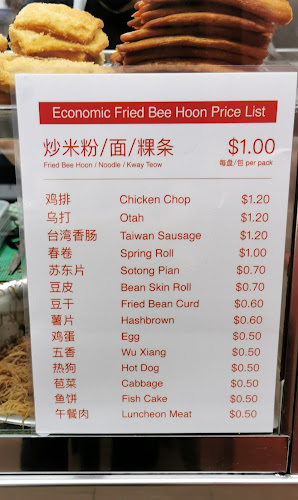 Economic Fried Bee Hoon Price List
炒米粉/面/粿条 $1.00
Fried Bee Hoon / Noodle / Kway Teow 每盘/包 per pack
鸡排 Chicken Chop $1.20
乌打 Otah $1.20
台湾香肠 Taiwan Sausage $1.20
春卷 Spring Roll $1.00
苏东片 Sotong Pian $0.70
豆皮 Bean Skin Roll $0.70
豆干 Fried Bean Curd $0.60
薯片 Hashbrown $0.60
鸡蛋 Egg $0.50
五香 Wu Xiang $0.50
热狗 Hot Dog $0.50
苞菜 Cabbage $0.50
鱼饼 Fish Cake $0.50
午餐肉 Luncheon Meat $0.50